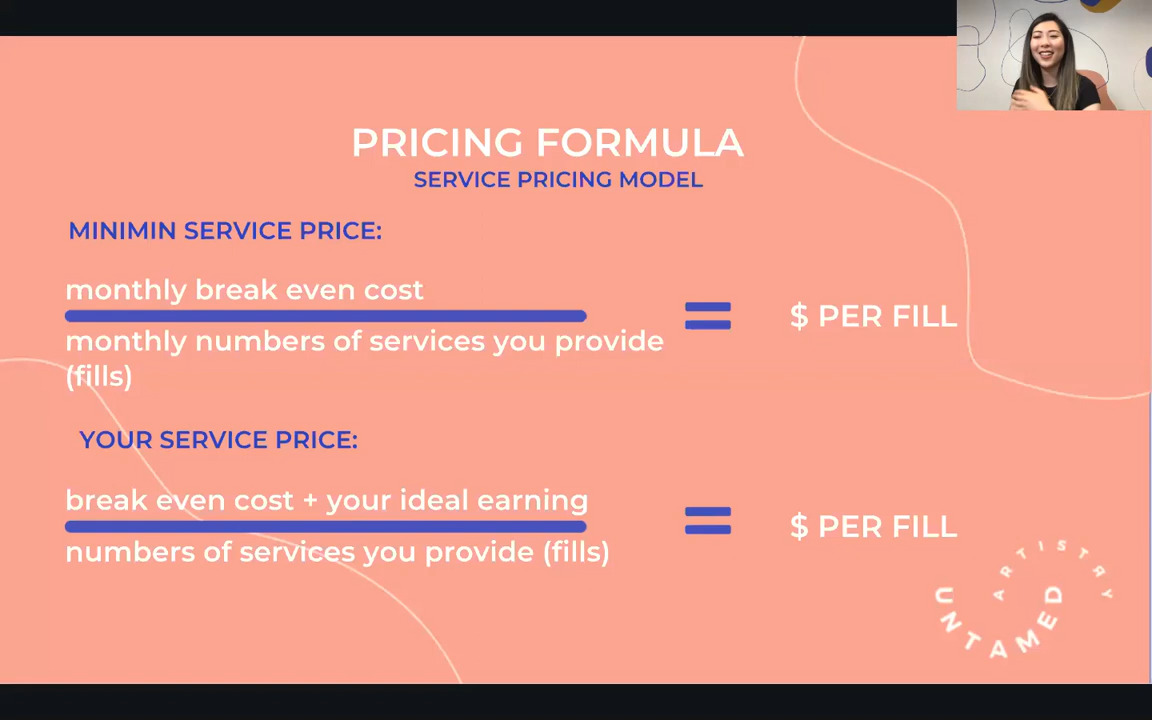 PRICING FORMULA
SERVICE PRICING MODEL
MINIMIN SERVICE PRICE:
monthly break even cost
monthly numbers of services you provide
(fills)
= $ PER FILL
YOUR SERVICE PRICE:
break even cost + your ideal earning
numbers of services you provide (fills)
= $ PER FILL
UNTAMED
ARTISTRY